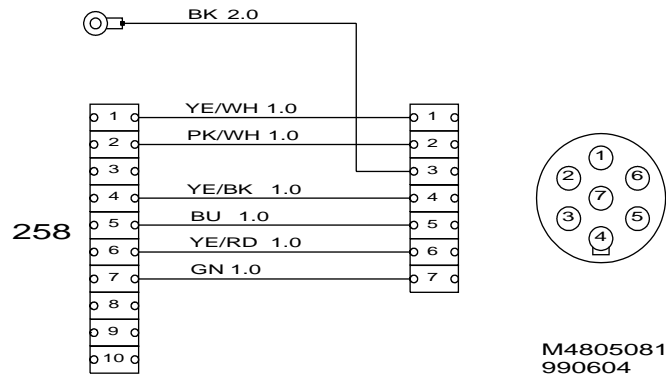 BK 2.0
1 YE/WH 1.0 1
2 PK/WH 1.0 2
3 3
4 YE/BK 1.0 4
258 5 BU 1.0 5
6 YE/RD 1.0 6
7 GN 1.0 7
8
9
10
1
2 6
7
3 5
4
M4805081
990604